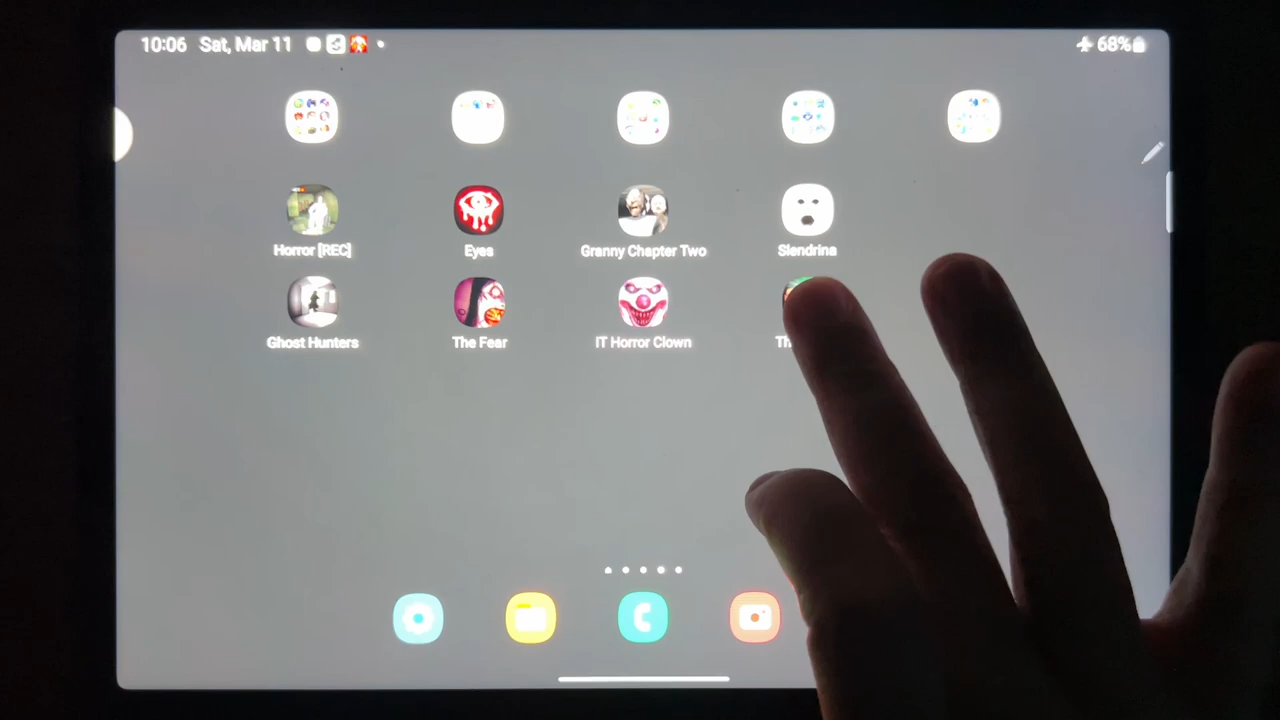 10:06 Sat, Mar 11 68%
Horror [REC] Eyes Granny Chapter Two Slendrina
Ghost Hunters The Fear IT Horror Clown